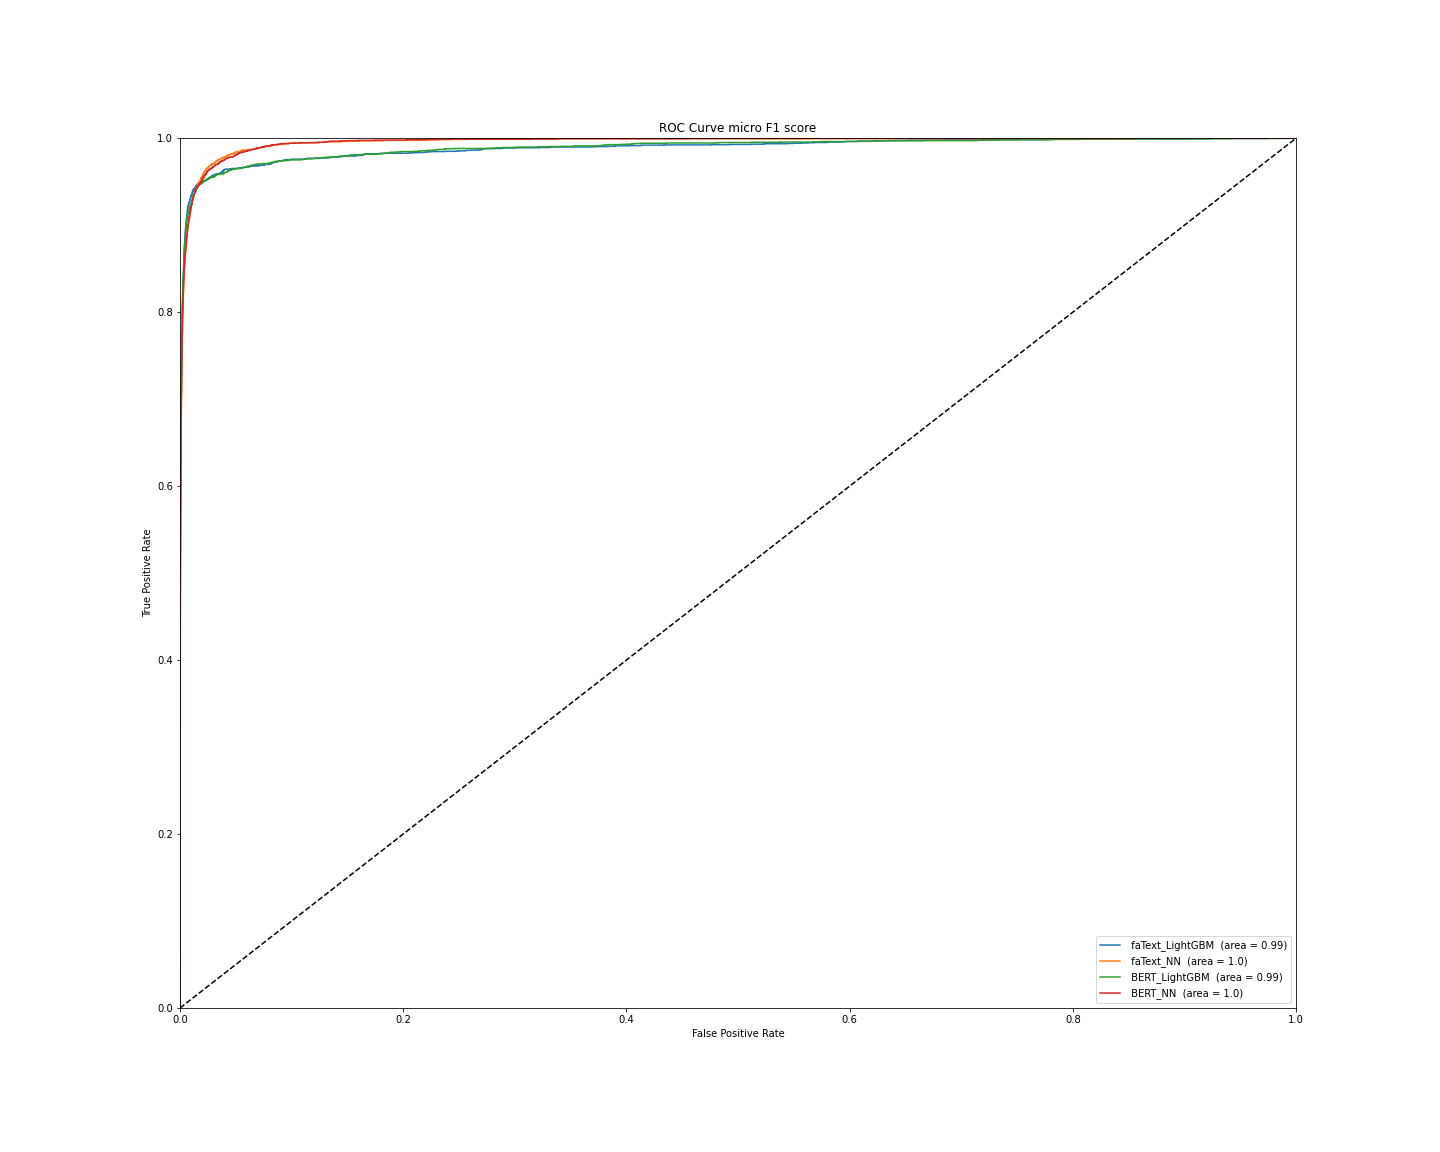 ROC Curve micro F1 score
1.0
0.8
0.6
0.4
0.2
0.0
True Positive Rate
0.0 0.2 0.4 0.6 0.8 1.0
False Positive Rate
faText_LightGBM (area = 0.99)
faText_NN (area = 1.0)
BERT_LightGBM (area = 0.99)
BERT_NN (area = 1.0)